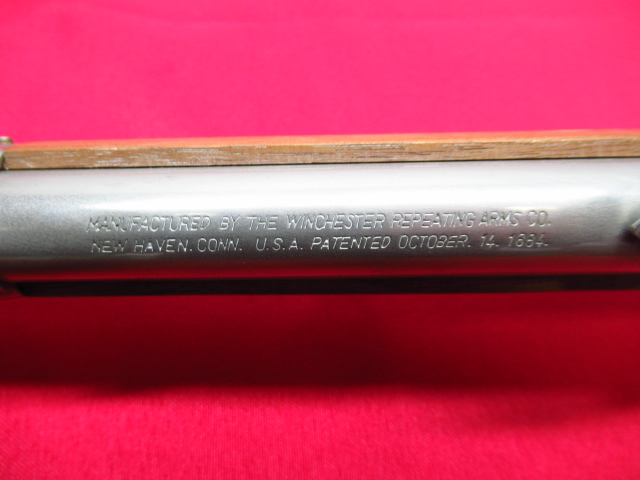 MANUFACTURED BY THE WINCHESTER REPEATING ARMS CO.
NEW HAVEN. CONN. U.S.A. PATENTED OCTOBER. 14. 1884.